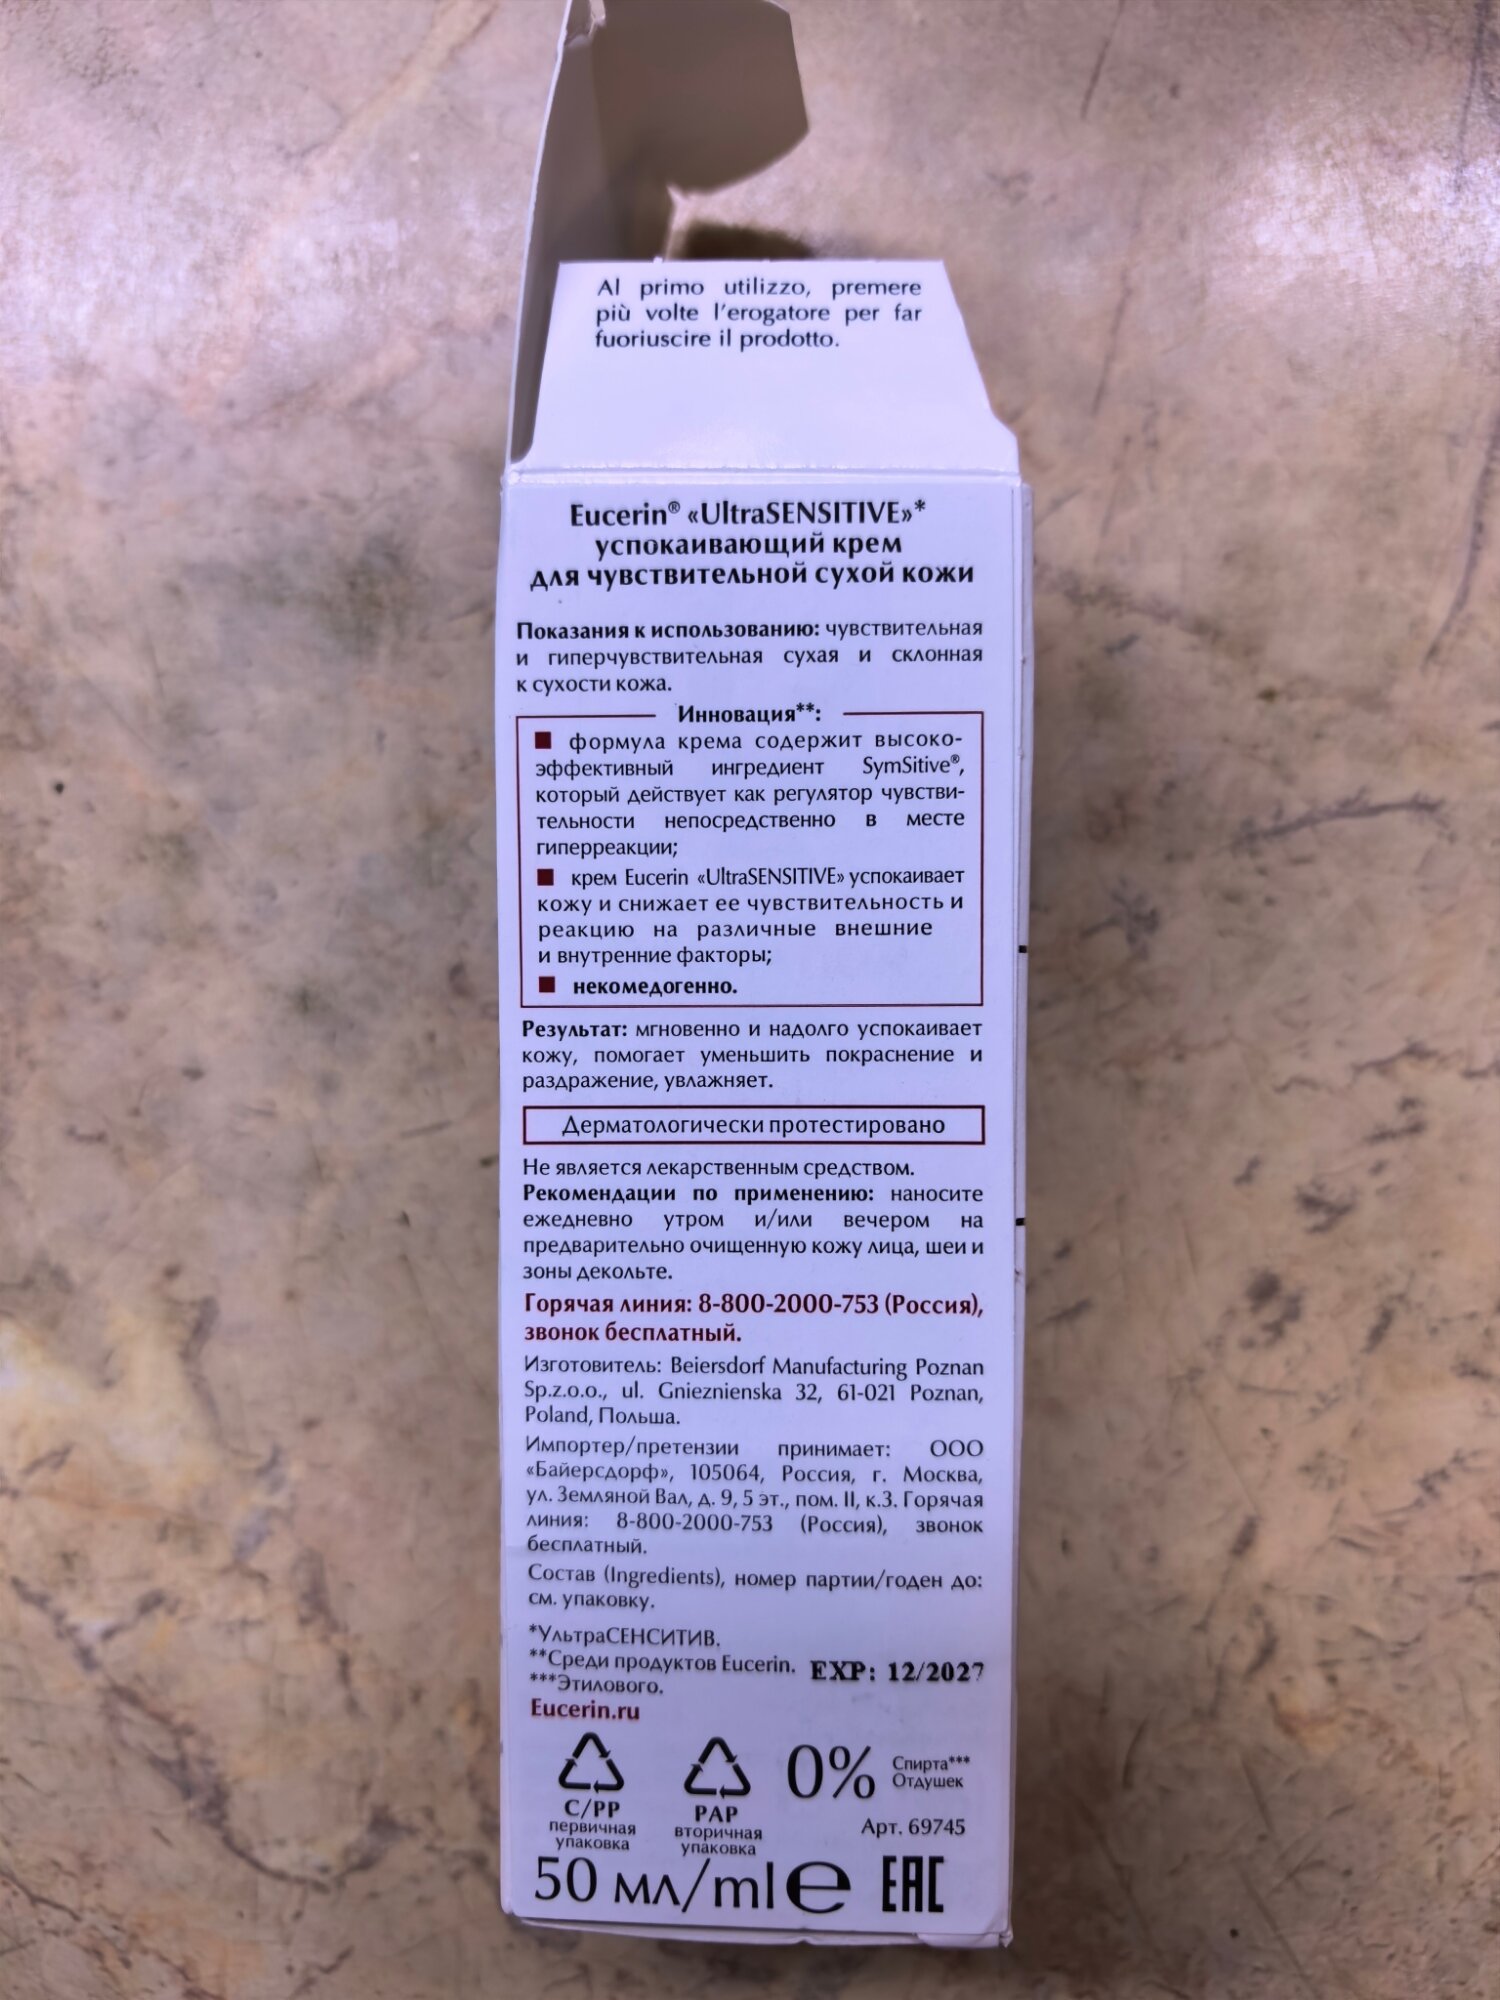 Al primo utilizzo, premere
più volte l'erogatore per far
fuoriuscire il prodotto.
Eucerin® «UltraSENSITIVE»*
успокаивающий крем
для чувствительной сухой кожи
Показания к использованию: чувствительная
и гиперчувствительная сухая и склонная
к сухости кожа.
Инновация**:
■ формула крема содержит высоко-
эффективный ингредиент SymSitive®,
который действует как регулятор чувстви-
тельности непосредственно в месте
гиперреакции;
■ крем Eucerin «UltraSENSITIVE» успокаивает
кожу и снижает ее чувствительность и
реакцию на различные внешние
и внутренние факторы;
■ некомедогенно.
Результат: мгновенно и надолго успокаивает
кожу, помогает уменьшить покраснение и
раздражение, увлажняет.
Дерматологически протестировано
Не является лекарственным средством.
Рекомендации по применению: наносите
ежедневно утром и/или вечером на
предварительно очищенную кожу лица, шеи и
зоны декольте.
Горячая линия: 8-800-2000-753 (Россия),
звонок бесплатный.
Изготовитель: Beiersdorf Manufacturing Poznan
Sp.z.o.o., ul. Gnieznienska 32, 61-021 Poznan,
Poland, Польша.
Импортер/претензии принимает: ООО
«Байерсдорф», 105064, Россия, г. Москва,
ул. Земляной Вал, д. 9, 5 эт., пом. II, к.3. Горячая
линия: 8-800-2000-753 (Россия), звонок
бесплатный.
Состав (Ingredients), номер партии/годен до:
см. упаковку.
*УльтраСЕНСИТИВ.
**Среди продуктов Eucerin. EXP: 12/2027
***Этилового.
Eucerin.ru
0% Спирта***
Отдушек
C/PP
первичная
упаковка
PAP
вторичная
упаковка
Арт. 69745
50 мл/ml e EAC